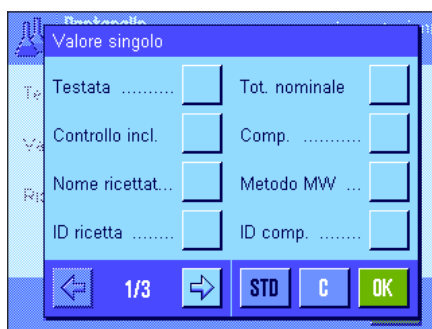 Valore singolo
Testata ..........
Tot. nominale
Controllo incl.
Comp. ...........
Nome ricettat...
Metodo MW ...
ID ricetta ........
ID comp. ........
1/3
STD
C
OK